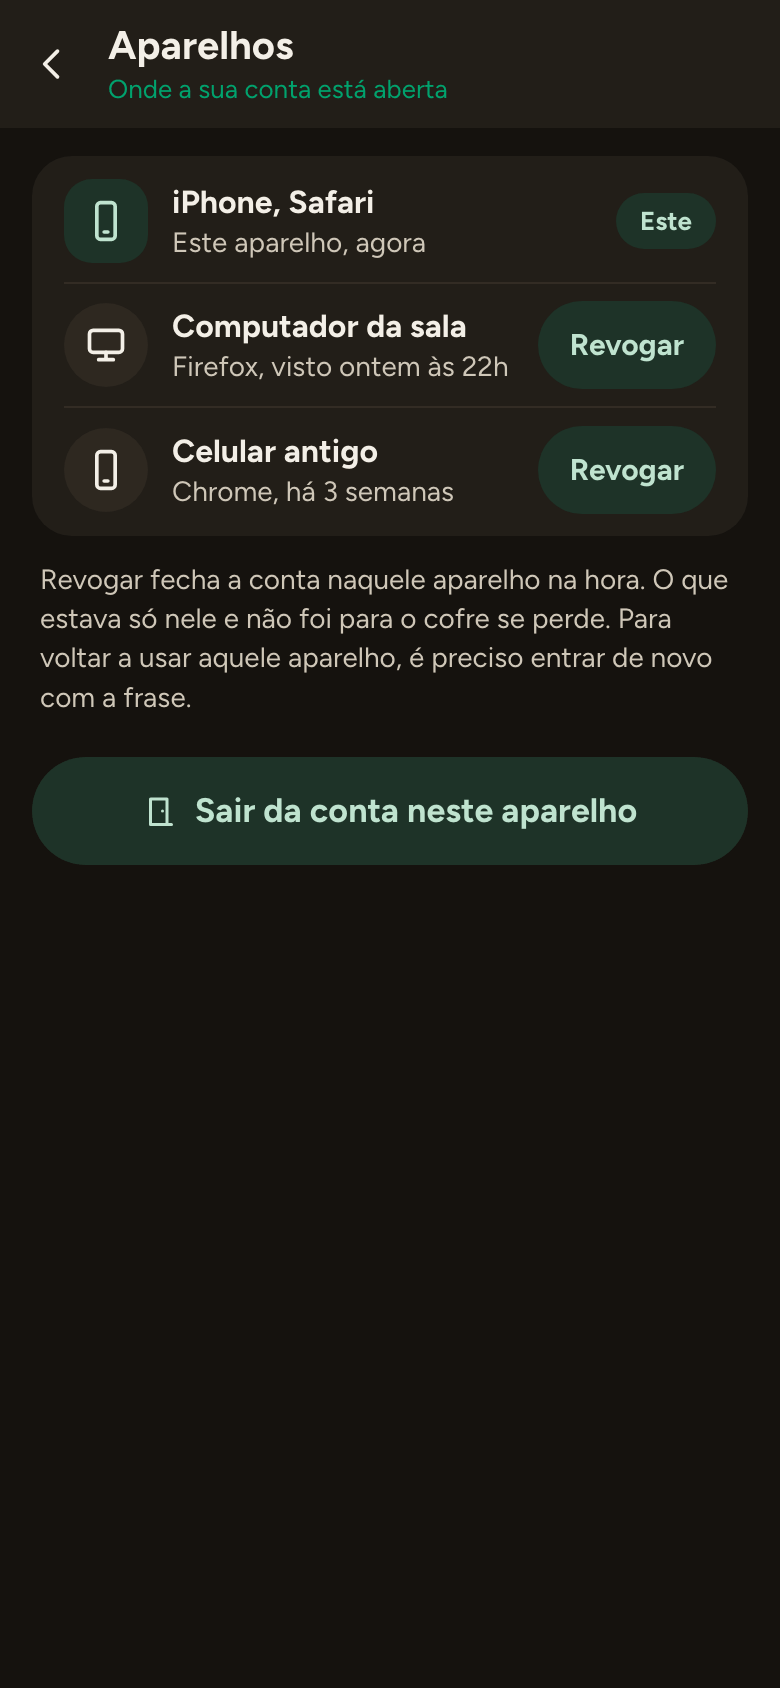 Aparelhos
Onde a sua conta está aberta
iPhone, Safari
Este aparelho, agora
Este
Computador da sala
Firefox, visto ontem às 22h
Revogar
Celular antigo
Chrome, há 3 semanas
Revogar
Revogar fecha a conta naquele aparelho na hora. O que
estava só nele e não foi para o cofre se perde. Para
voltar a usar aquele aparelho, é preciso entrar de novo
com a frase.
Sair da conta neste aparelho